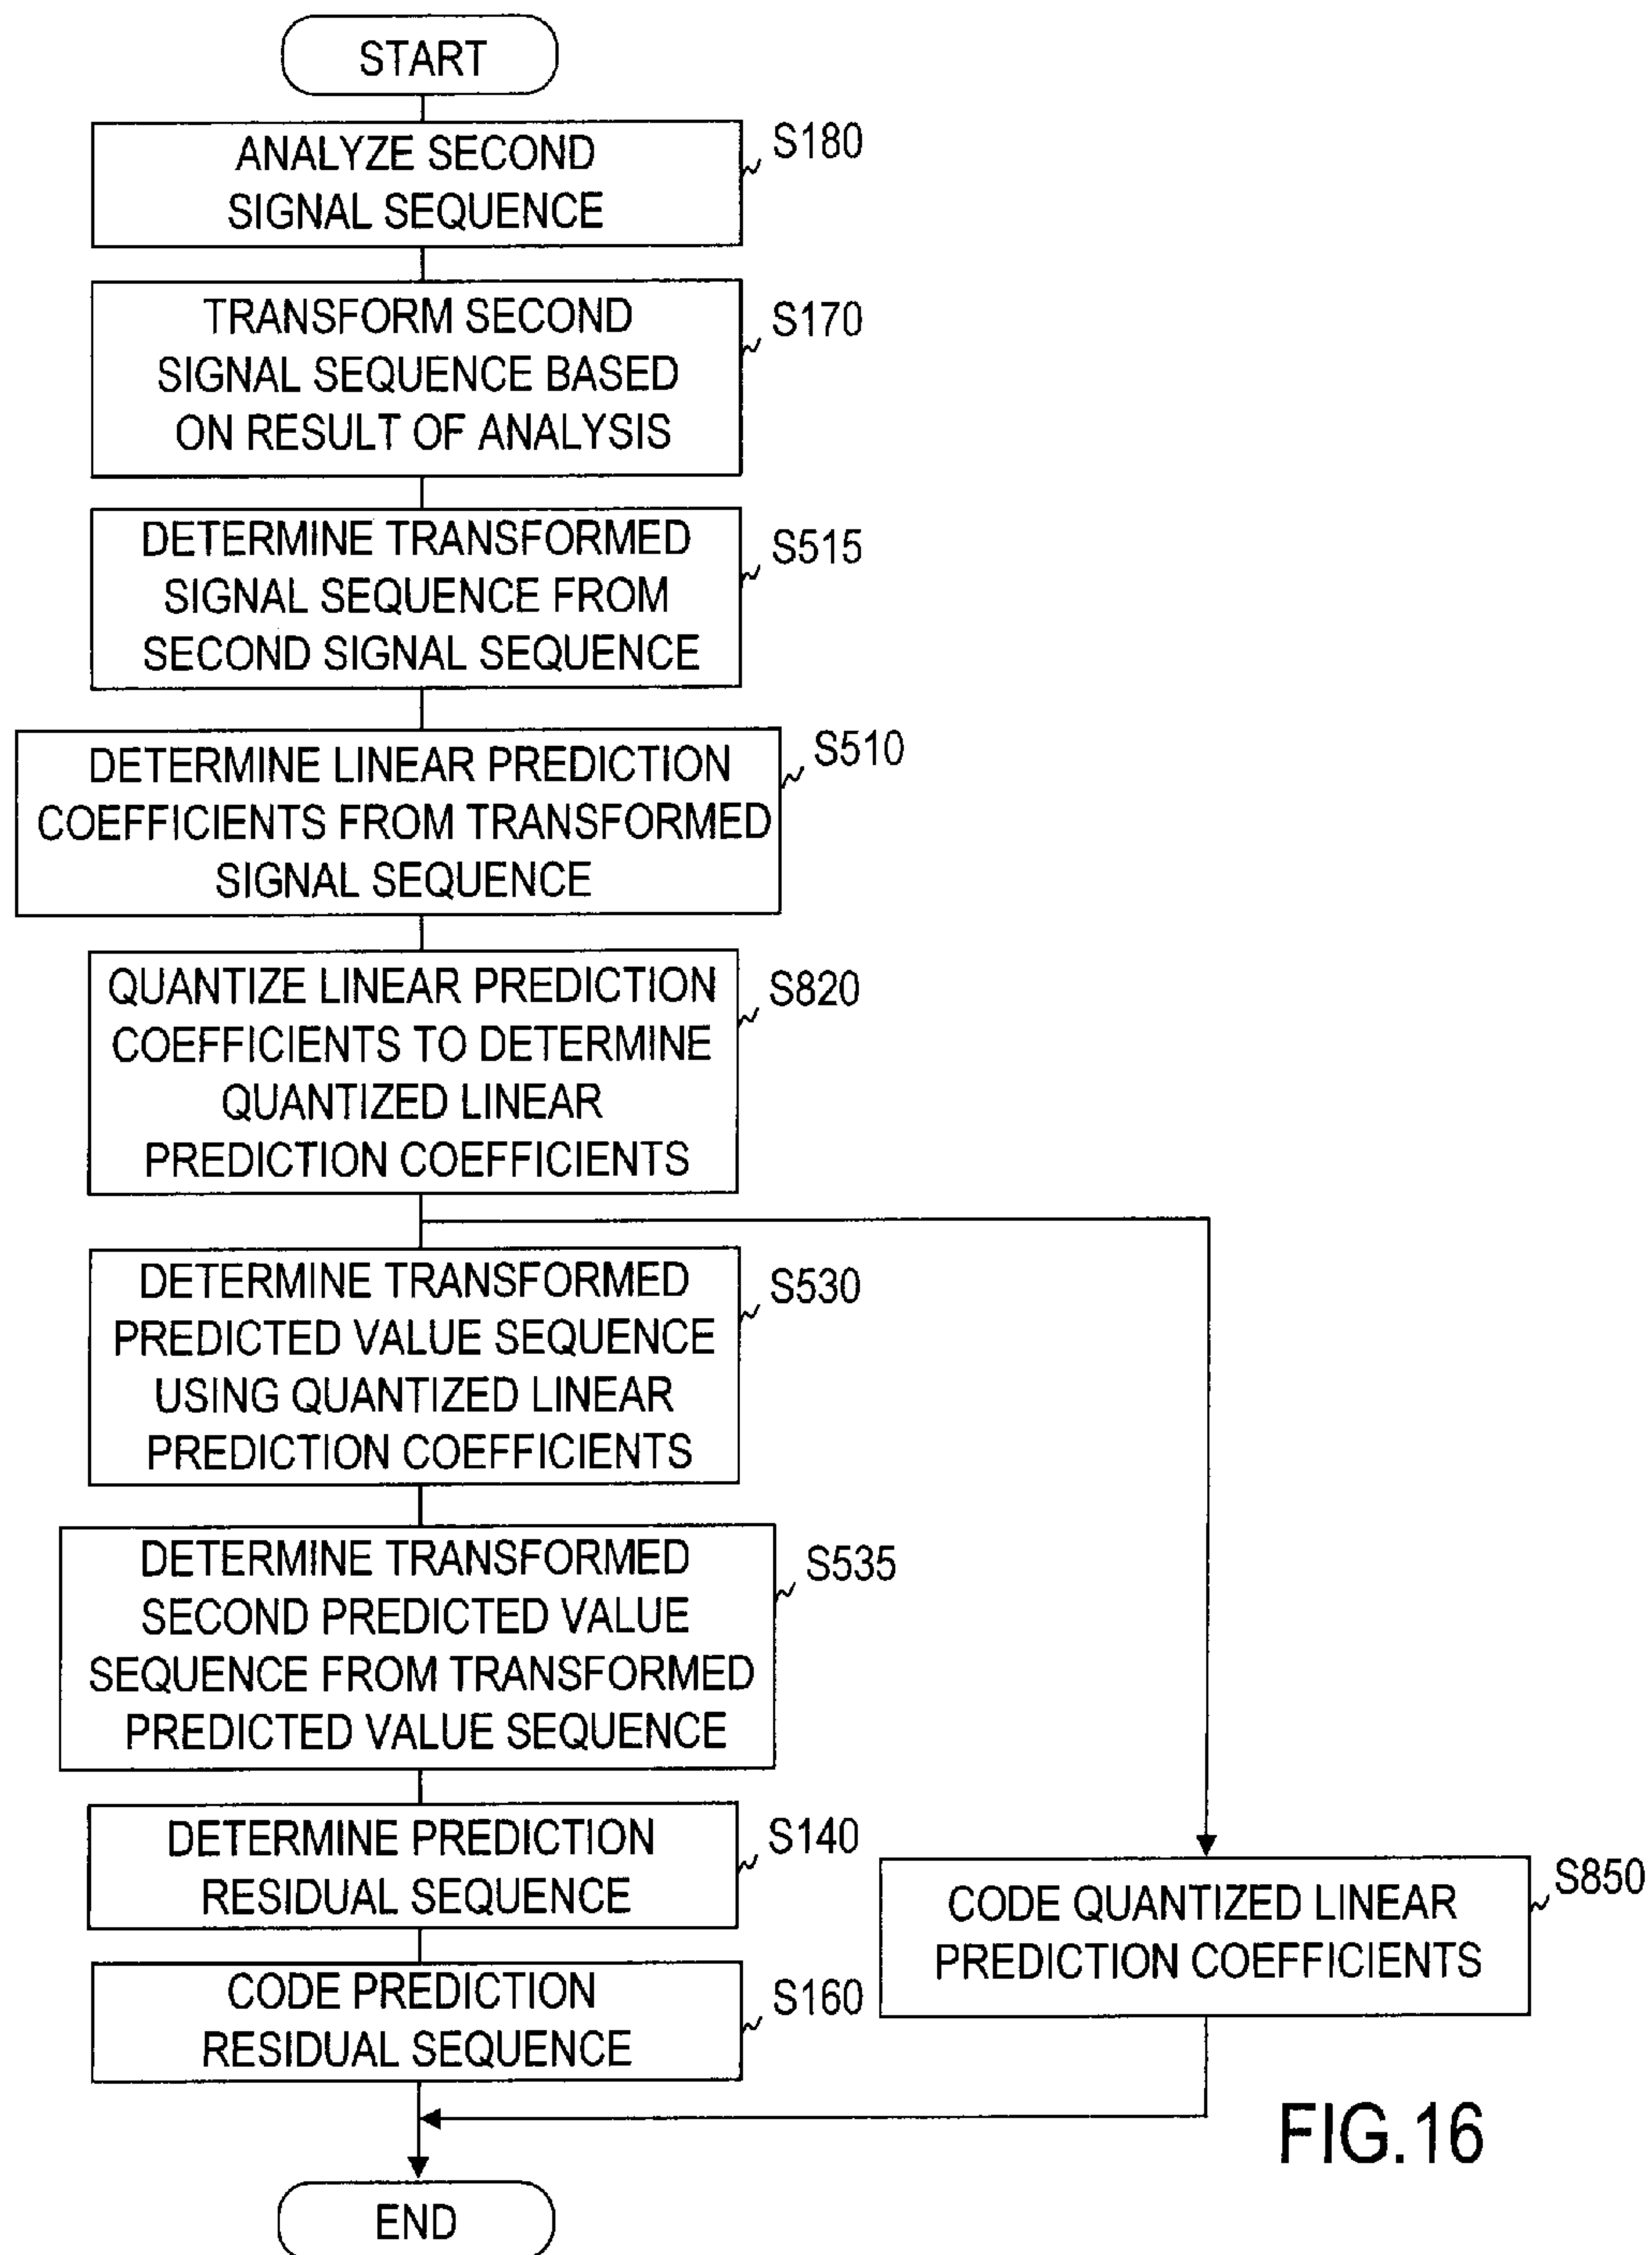 START
ANALYZE SECOND
SIGNAL SEQUENCE
S180
TRANSFORM SECOND
SIGNAL SEQUENCE BASED
ON RESULT OF ANALYSIS
S170
DETERMINE TRANSFORMED
SIGNAL SEQUENCE FROM
SECOND SIGNAL SEQUENCE
S515
DETERMINE LINEAR PREDICTION
COEFFICIENTS FROM TRANSFORMED
SIGNAL SEQUENCE
S510
QUANTIZE LINEAR PREDICTION
COEFFICIENTS TO DETERMINE
QUANTIZED LINEAR
PREDICTION COEFFICIENTS
S820
DETERMINE TRANSFORMED
PREDICTED VALUE SEQUENCE
USING QUANTIZED LINEAR
PREDICTION COEFFICIENTS
S530
DETERMINE TRANSFORMED
SECOND PREDICTED VALUE
SEQUENCE FROM TRANSFORMED
PREDICTED VALUE SEQUENCE
S535
DETERMINE PREDICTION
RESIDUAL SEQUENCE
S140
CODE QUANTIZED LINEAR
PREDICTION COEFFICIENTS
S850
CODE PREDICTION
RESIDUAL SEQUENCE
S160
END
FIG.16